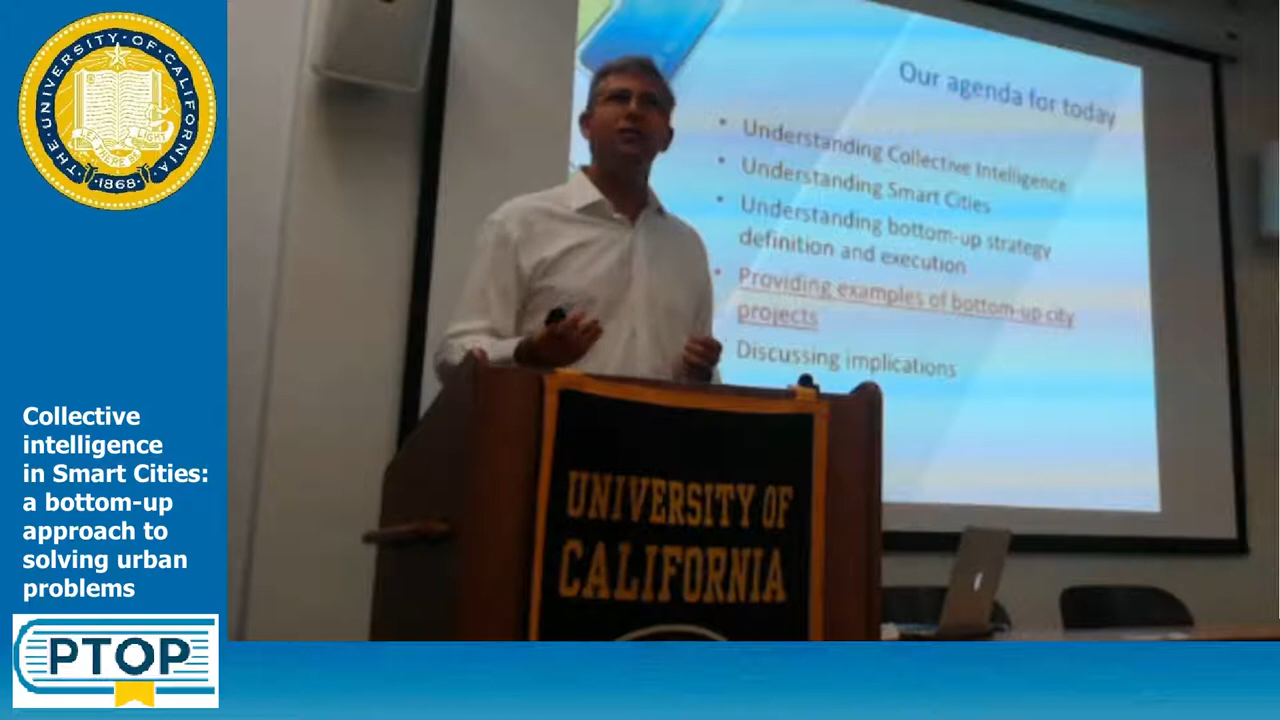 THE·UNIVERSITY·OF·CALIFORNIA
LET THERE BE LIGHT
·1868·
Collective
intelligence
in Smart Cities:
a bottom-up
approach to
solving urban
problems
PTOP
Our agenda for today
• Understanding Collective Intelligence
• Understanding Smart Cities
• Understanding bottom-up strategy
definition and execution
• Providing examples of bottom-up city
projects
Discussing implications
UNIVERSITY OF
CALIFORNIA